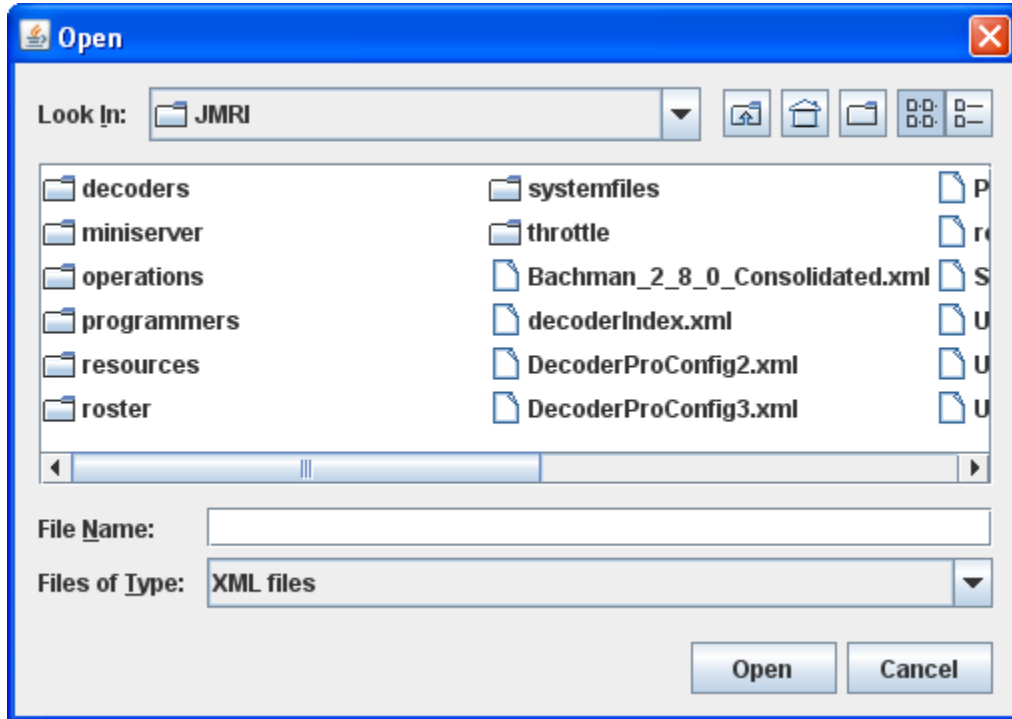 Open
Look In: JMRI
decoders
miniserver
operations
programmers
resources
roster
systemfiles
throttle
Bachman_2_8_0_Consolidated.xml
decoderIndex.xml
DecoderProConfig2.xml
DecoderProConfig3.xml
File Name:
Files of Type: XML files
Open Cancel